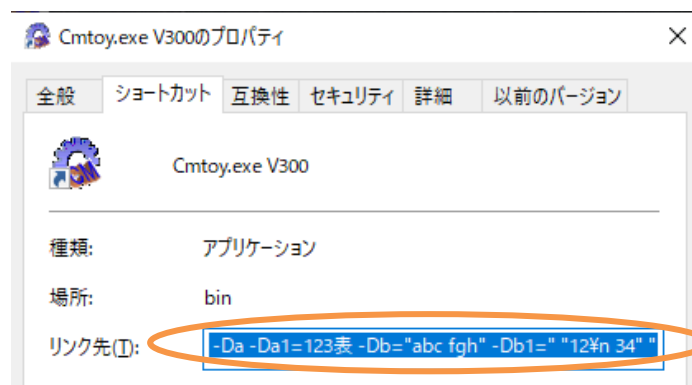 Cmtoy.exe V300のプロパティ
全般 ショートカット 互換性 セキュリティ 詳細 以前のバージョン
CM
Cmtoy.exe V300
種類: アプリケーション
場所: bin
リンク先(T): -Da -Da1=123表 -Db="abc fgh" -Db1=" "12¥n 34" "